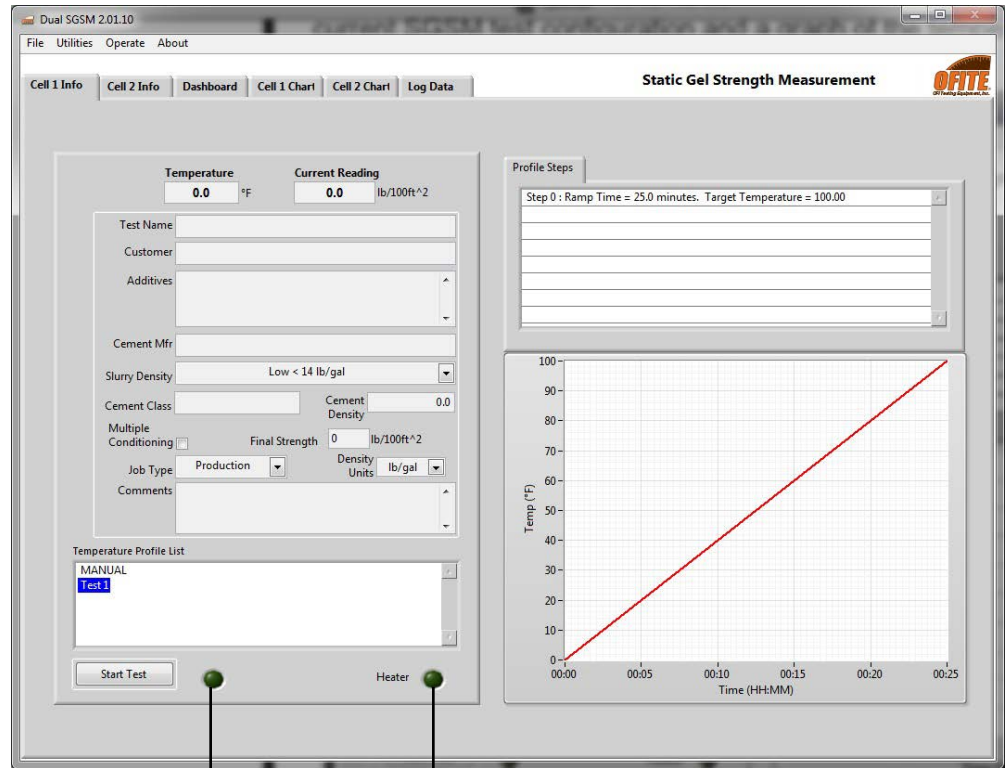 Dual SGSM 2.01.10
File Utilities Operate About
Cell 1 Info Cell 2 Info Dashboard Cell 1 Chart Cell 2 Chart Log Data
Static Gel Strength Measurement
OFITE
OFI Testing Equipment, Inc.
Temperature Current Reading
0.0 °F 0.0 lb/100ft^2
Test Name
Customer
Additives
Cement Mfr
Slurry Density Low < 14 lb/gal
Cement Class Cement Density 0.0
Multiple Conditioning Final Strength 0 lb/100ft^2
Job Type Production Density Units lb/gal
Comments
Temperature Profile List
MANUAL
Test 1
Start Test Heater
Profile Steps
Step 0 : Ramp Time = 25.0 minutes. Target Temperature = 100.00
100
90
80
70
60
50
40
30
20
10
0
Temp (°F)
00:00 00:05 00:10 00:15 00:20 00:25
Time (HH:MM)